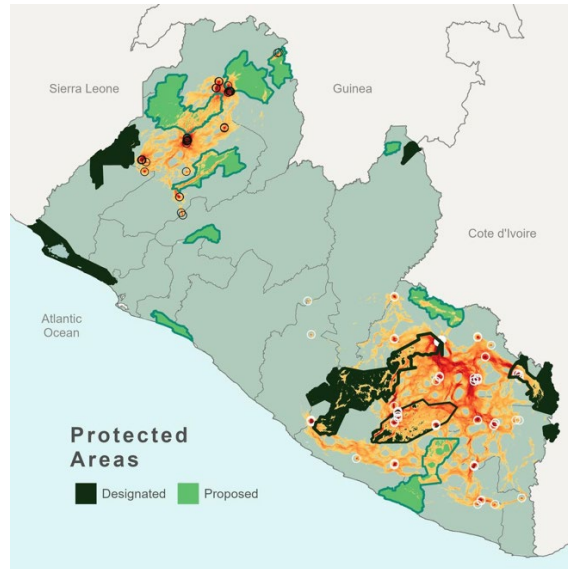 Sierra Leone
Guinea
Cote d'Ivoire
Atlantic
Ocean
Protected
Areas
Designated
Proposed